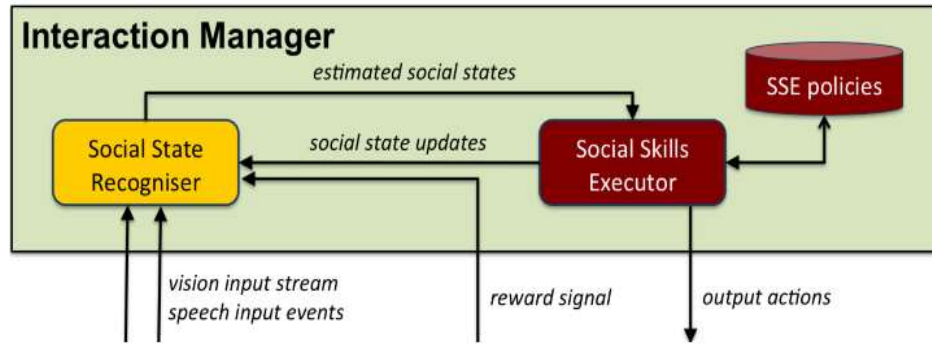 Interaction Manager
estimated social states
SSE policies
Social State
Recogniser
social state updates
Social Skills
Executor
vision input stream
speech input events
reward signal
output actions